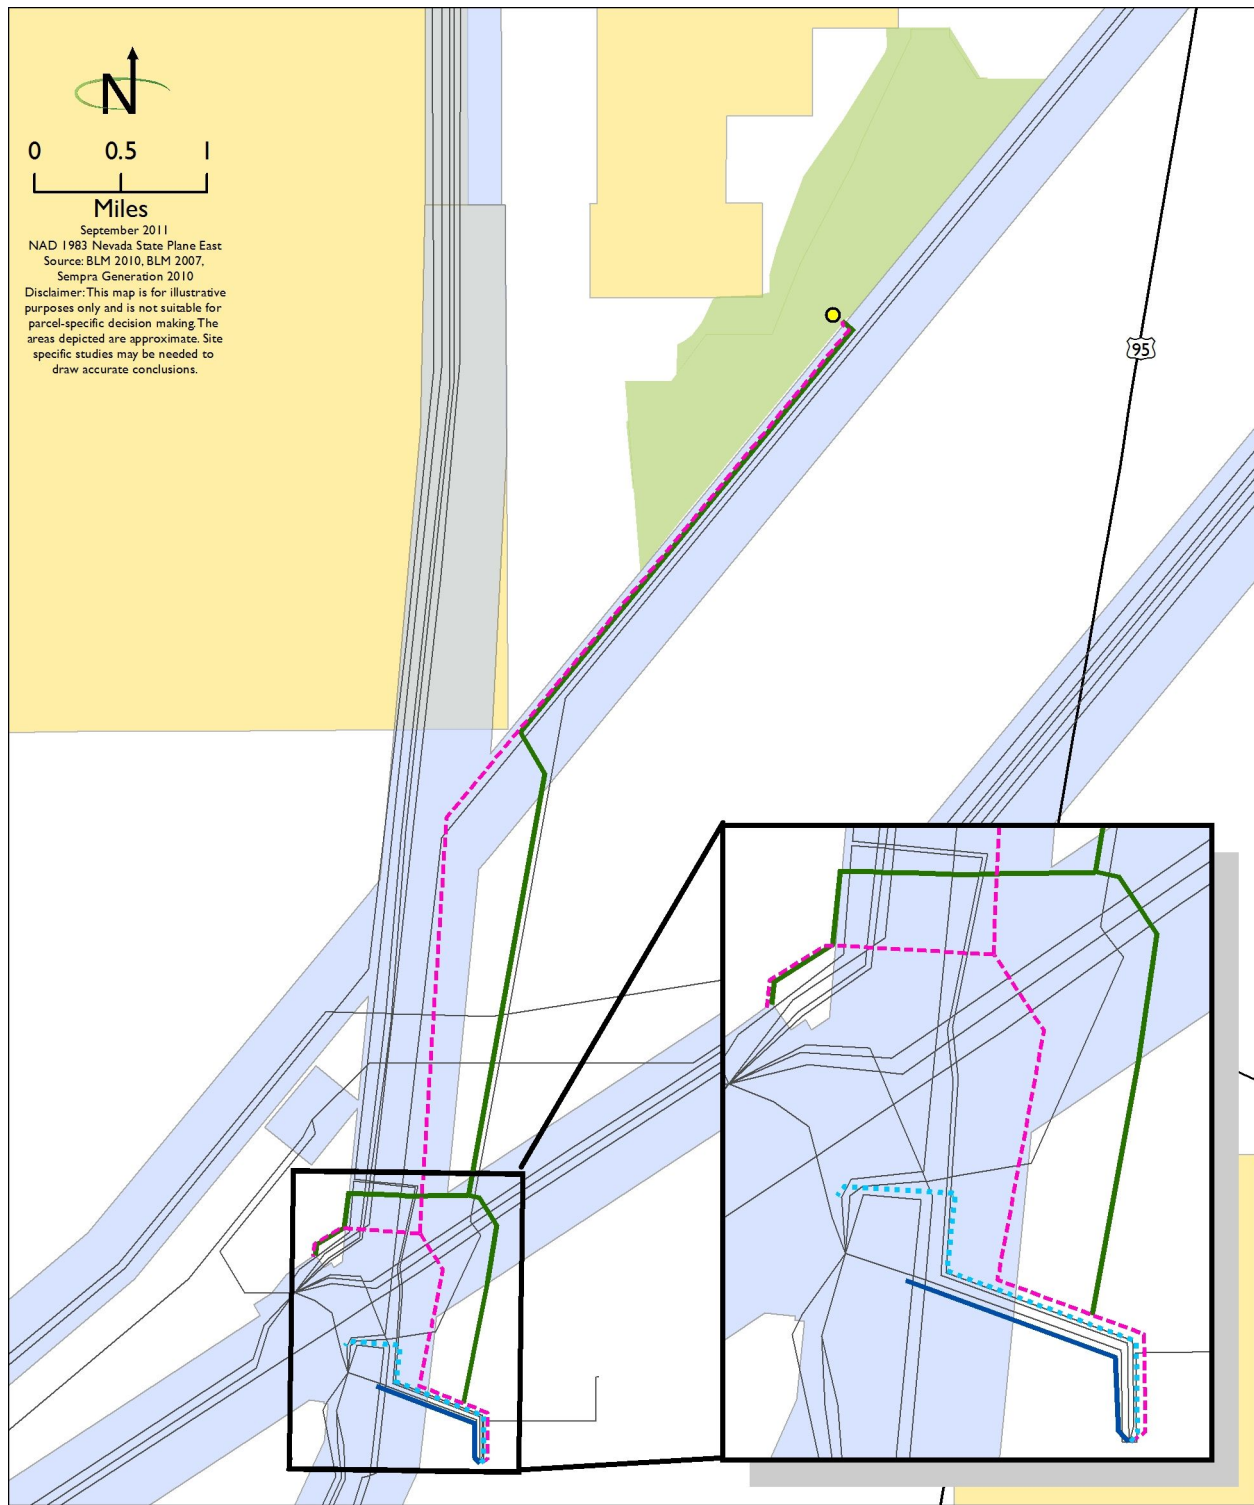 N
0 0.5 1
Miles
September 2011
NAD 1983 Nevada State Plane East
Source: BLM 2010, BLM 2007,
Sempra Generation 2010
Disclaimer: This map is for illustrative
purposes only and is not suitable for
parcel-specific decision making. The
areas depicted are approximate. Site
specific studies may be needed to
draw accurate conclusions.
95